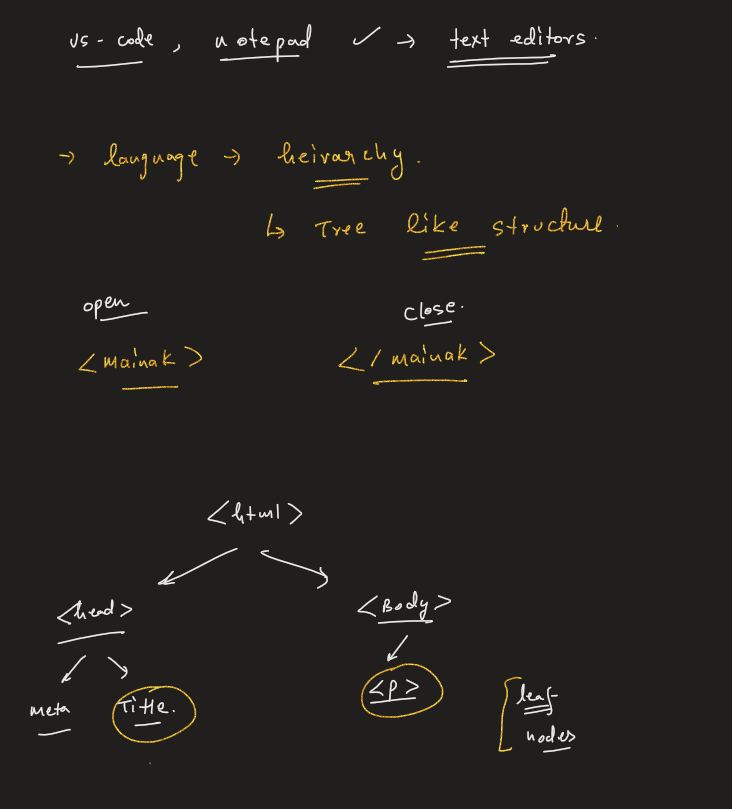 vs-code, notepad ✓ → text editors.
→ language → heirarchy.
↳ Tree like structure.
open close.
<mainak> </mainak>
<html>
<head> <Body>
meta Title. <p> leaf
nodes